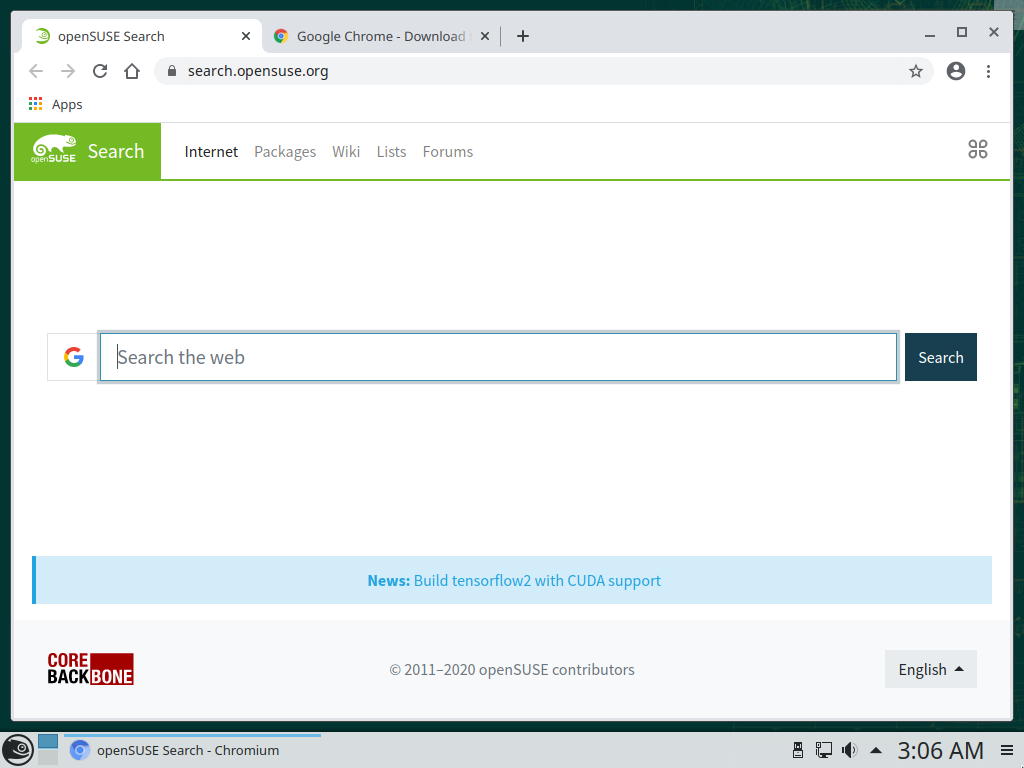 openSUSE Search
Google Chrome - Download
search.opensuse.org
Apps
openSUSE
Search
Internet Packages Wiki Lists Forums
Search the web
Search
News: Build tensorflow2 with CUDA support
CORE
BACKBONE
© 2011–2020 openSUSE contributors
English
openSUSE Search - Chromium
3:06 AM